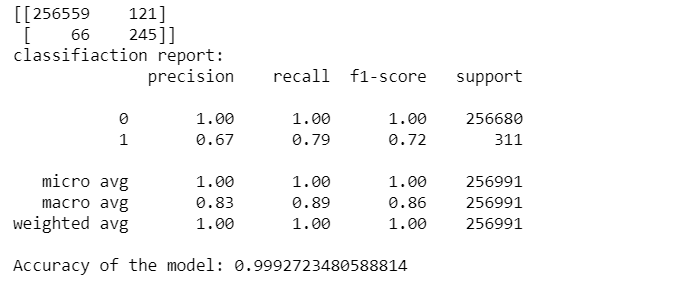 [[256559 121]
[ 66 245]]
classifiaction report:
precision recall f1-score support
0 1.00 1.00 1.00 256680
1 0.67 0.79 0.72 311
micro avg 1.00 1.00 1.00 256991
macro avg 0.83 0.89 0.86 256991
weighted avg 1.00 1.00 1.00 256991
Accuracy of the model: 0.9992723480588814